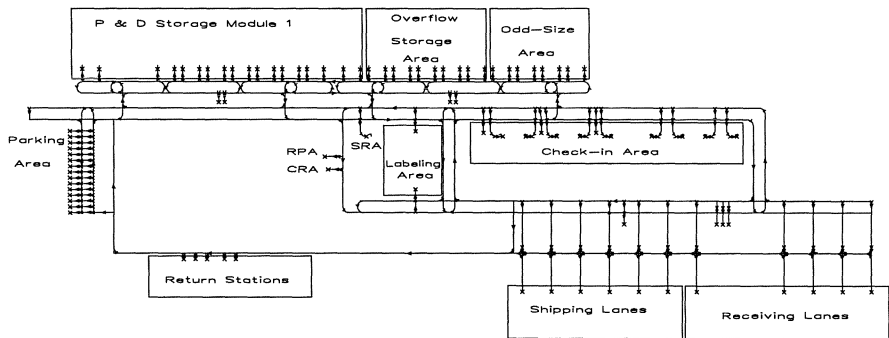 P & D Storage Module 1
Overflow
Storage
Area
Odd-Size
Area
Parking
Area
RPA
CRA
SRA
Labeling
Area
Check-in Area
Return Stations
Shipping Lanes
Receiving Lanes